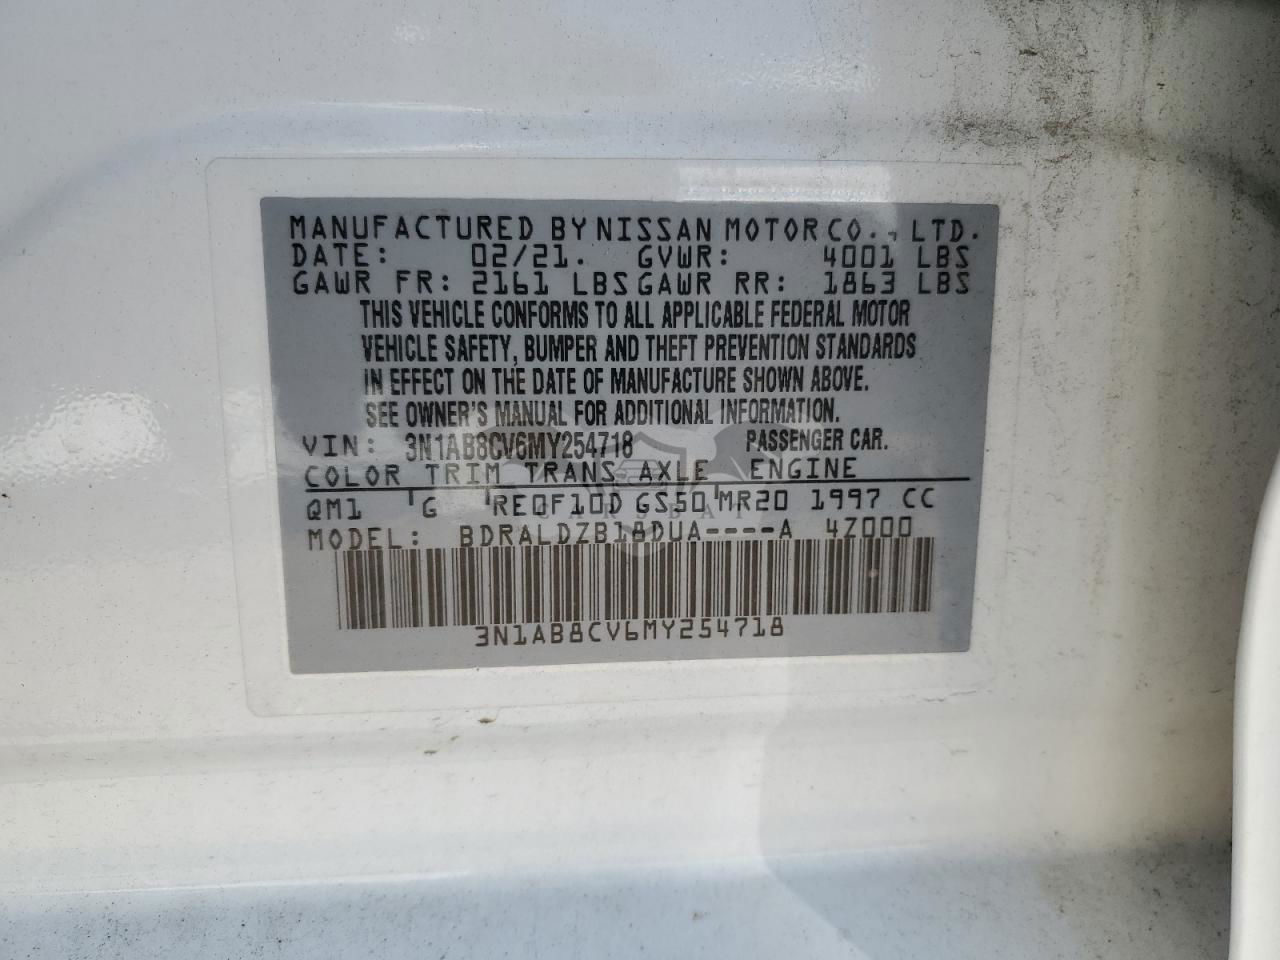 MANUFACTURED BY NISSAN MOTOR CO., LTD.
DATE: 02/21. GVWR: 4001 LBS
GAWR FR: 2161 LBS GAWR RR: 1863 LBS
THIS VEHICLE CONFORMS TO ALL APPLICABLE FEDERAL MOTOR
VEHICLE SAFETY, BUMPER AND THEFT PREVENTION STANDARDS
IN EFFECT ON THE DATE OF MANUFACTURE SHOWN ABOVE.
SEE OWNER'S MANUAL FOR ADDITIONAL INFORMATION.
VIN: 3N1AB8CV6MY254718 PASSENGER CAR.
COLOR TRIM TRANS AXLE ENGINE
QM1 G RE0F10D GS50 MR20 1997 CC
MODEL: BDRALDZB18DUA----A 4Z000
3N1AB8CV6MY254718